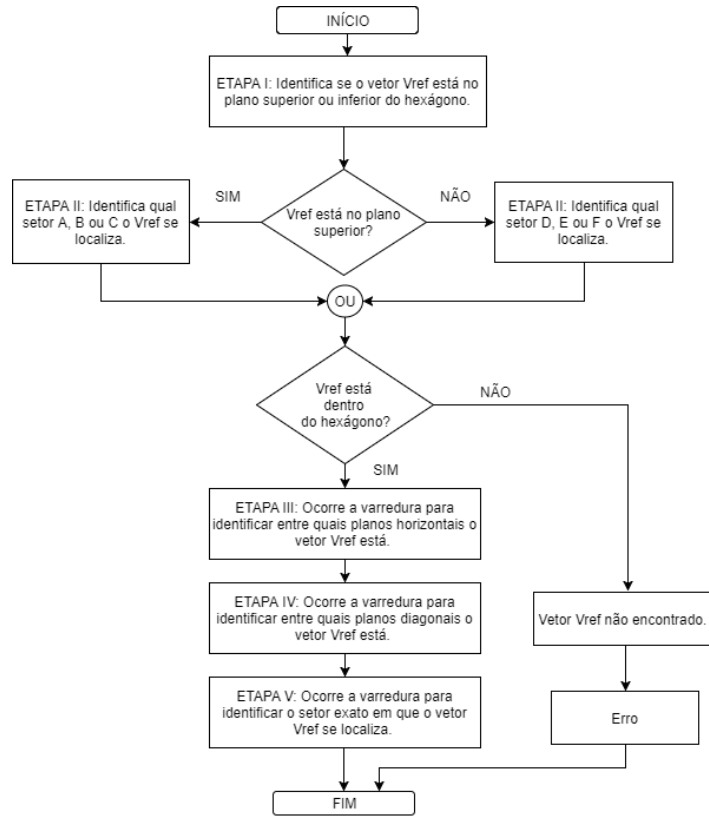 INÍCIO
ETAPA I: Identifica se o vetor Vref está no
plano superior ou inferior do hexágono.
SIM
NÃO
ETAPA II: Identifica qual
setor A, B ou C o Vref se
localiza.
Vref está no plano
superior?
ETAPA II: Identifica qual
setor D, E ou F o Vref se
localiza.
OU
Vref está
dentro
do hexágono?
NÃO
SIM
ETAPA III: Ocorre a varredura para
identificar entre quais planos horizontais o
vetor Vref está.
ETAPA IV: Ocorre a varredura para
identificar entre quais planos diagonais o
vetor Vref está.
Vetor Vref não encontrado.
ETAPA V: Ocorre a varredura para
identificar o setor exato em que o vetor
Vref se localiza.
Erro
FIM